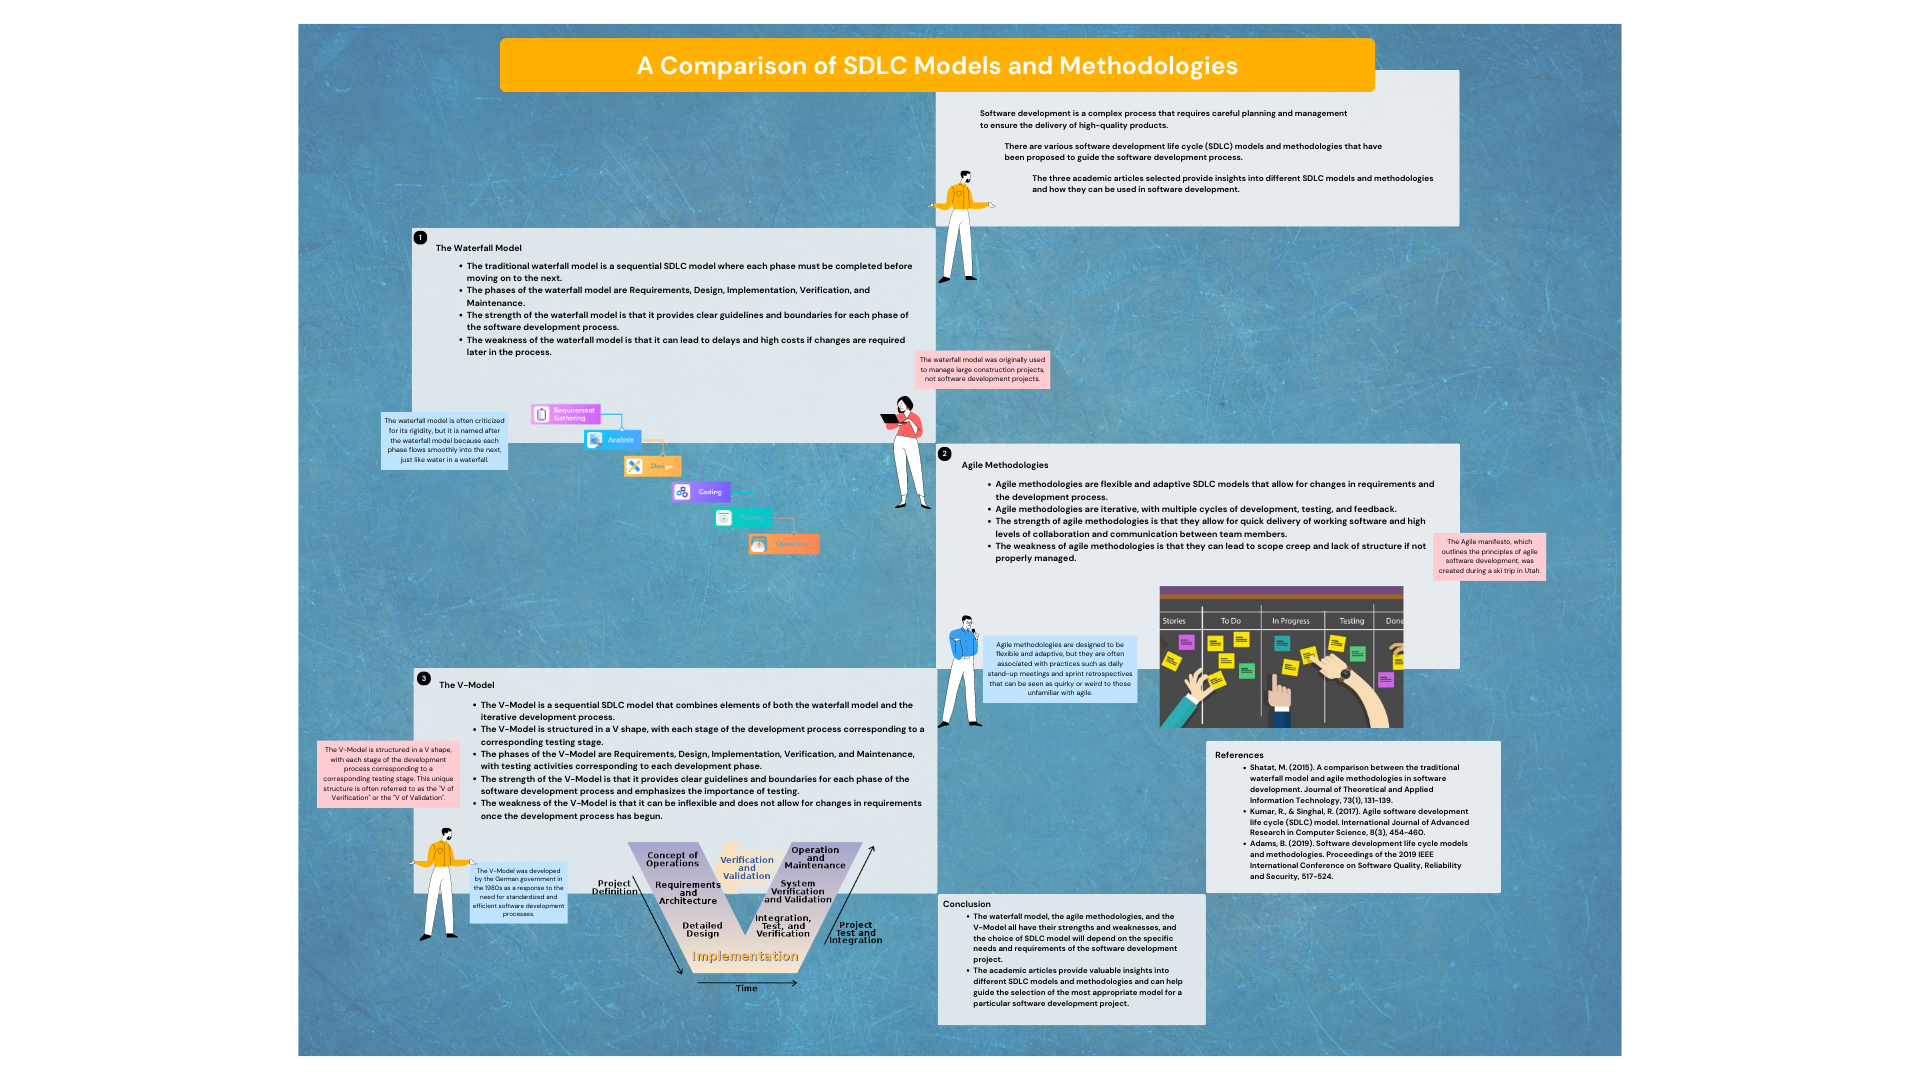 A Comparison of SDLC Models and Methodologies
Software development is a complex process that requires careful planning and management
to ensure the delivery of high-quality products.
There are various software development life cycle (SDLC) models and methodologies that have
been proposed to guide the software development process.
The three academic articles selected provide insights into different SDLC models and methodologies
and how they can be used in software development.
1
The Waterfall Model
• The traditional waterfall model is a sequential SDLC model where each phase must be completed before
moving on to the next.
• The phases of the waterfall model are Requirements, Design, Implementation, Verification, and
Maintenance.
• The strength of the waterfall model is that it provides clear guidelines and boundaries for each phase of
the software development process.
• The weakness of the waterfall model is that it can lead to delays and high costs if changes are required
later in the process.
The waterfall model was originally used
to manage large construction projects,
not software development projects.
The waterfall model is often criticized
for its rigidity, but it is named after
the waterfall model because each
phase flows smoothly into the next,
just like water in a waterfall.
Requirement
Gathering
Analysis
Design
Coding
Testing
2
Agile Methodologies
• Agile methodologies are flexible and adaptive SDLC models that allow for changes in requirements and
the development process.
• Agile methodologies are iterative, with multiple cycles of development, testing, and feedback.
• The strength of agile methodologies is that they allow for quick delivery of working software and high
levels of collaboration and communication between team members.
• The weakness of agile methodologies is that they can lead to scope creep and lack of structure if not
properly managed.
The Agile manifesto, which
outlines the principles of agile
software development, was
created during a ski trip in Utah.
Agile methodologies are designed to be
flexible and adaptive, but they are often
associated with practices such as daily
stand-up meetings and sprint retrospectives
that can be seen as quirky or weird to those
unfamiliar with agile.
Stories To Do In Progress Testing Done
3
The V-Model
• The V-Model is a sequential SDLC model that combines elements of both the waterfall model and the
iterative development process.
• The V-Model is structured in a V shape, with each stage of the development process corresponding to a
corresponding testing stage.
• The phases of the V-Model are Requirements, Design, Implementation, Verification, and Maintenance,
with testing activities corresponding to each development phase.
• The strength of the V-Model is that it provides clear guidelines and boundaries for each phase of the
software development process and emphasizes the importance of testing.
• The weakness of the V-Model is that it can be inflexible and does not allow for changes in requirements
once the development process has begun.
The V-Model is structured in a V shape,
with each stage of the development
process corresponding to a
corresponding testing stage. This unique
structure is often referred to as the "V of
Verification" or the "V of Validation".
The V-Model was developed
by the German government in
the 1980s as a response to the
need for standardized and
efficient software development
processes.
Project
Definition
Concept of
Operations
Requirements
and
Architecture
Detailed
Design
Verification
and
Validation
Operation
and
Maintenance
System
Verification
and Validation
Integration,
Test, and
Verification
Project
Test and
Integration
Implementation
Time
References
• Shatat, M. (2015). A comparison between the traditional
waterfall model and agile methodologies in software
development. Journal of Theoretical and Applied
Information Technology, 73(1), 131-139.
• Kumar, R., & Singhal, R. (2017). Agile software development
life cycle (SDLC) model. International Journal of Advanced
Research in Computer Science, 8(3), 454-460.
• Adams, B. (2019). Software development life cycle models
and methodologies. Proceedings of the 2019 IEEE
International Conference on Software Quality, Reliability
and Security, 517-524.
Conclusion
• The waterfall model, the agile methodologies, and the
V-Model all have their strengths and weaknesses, and
the choice of SDLC model will depend on the specific
needs and requirements of the software development
project.
• The academic articles provide valuable insights into
different SDLC models and methodologies and can help
guide the selection of the most appropriate model for a
particular software development project.